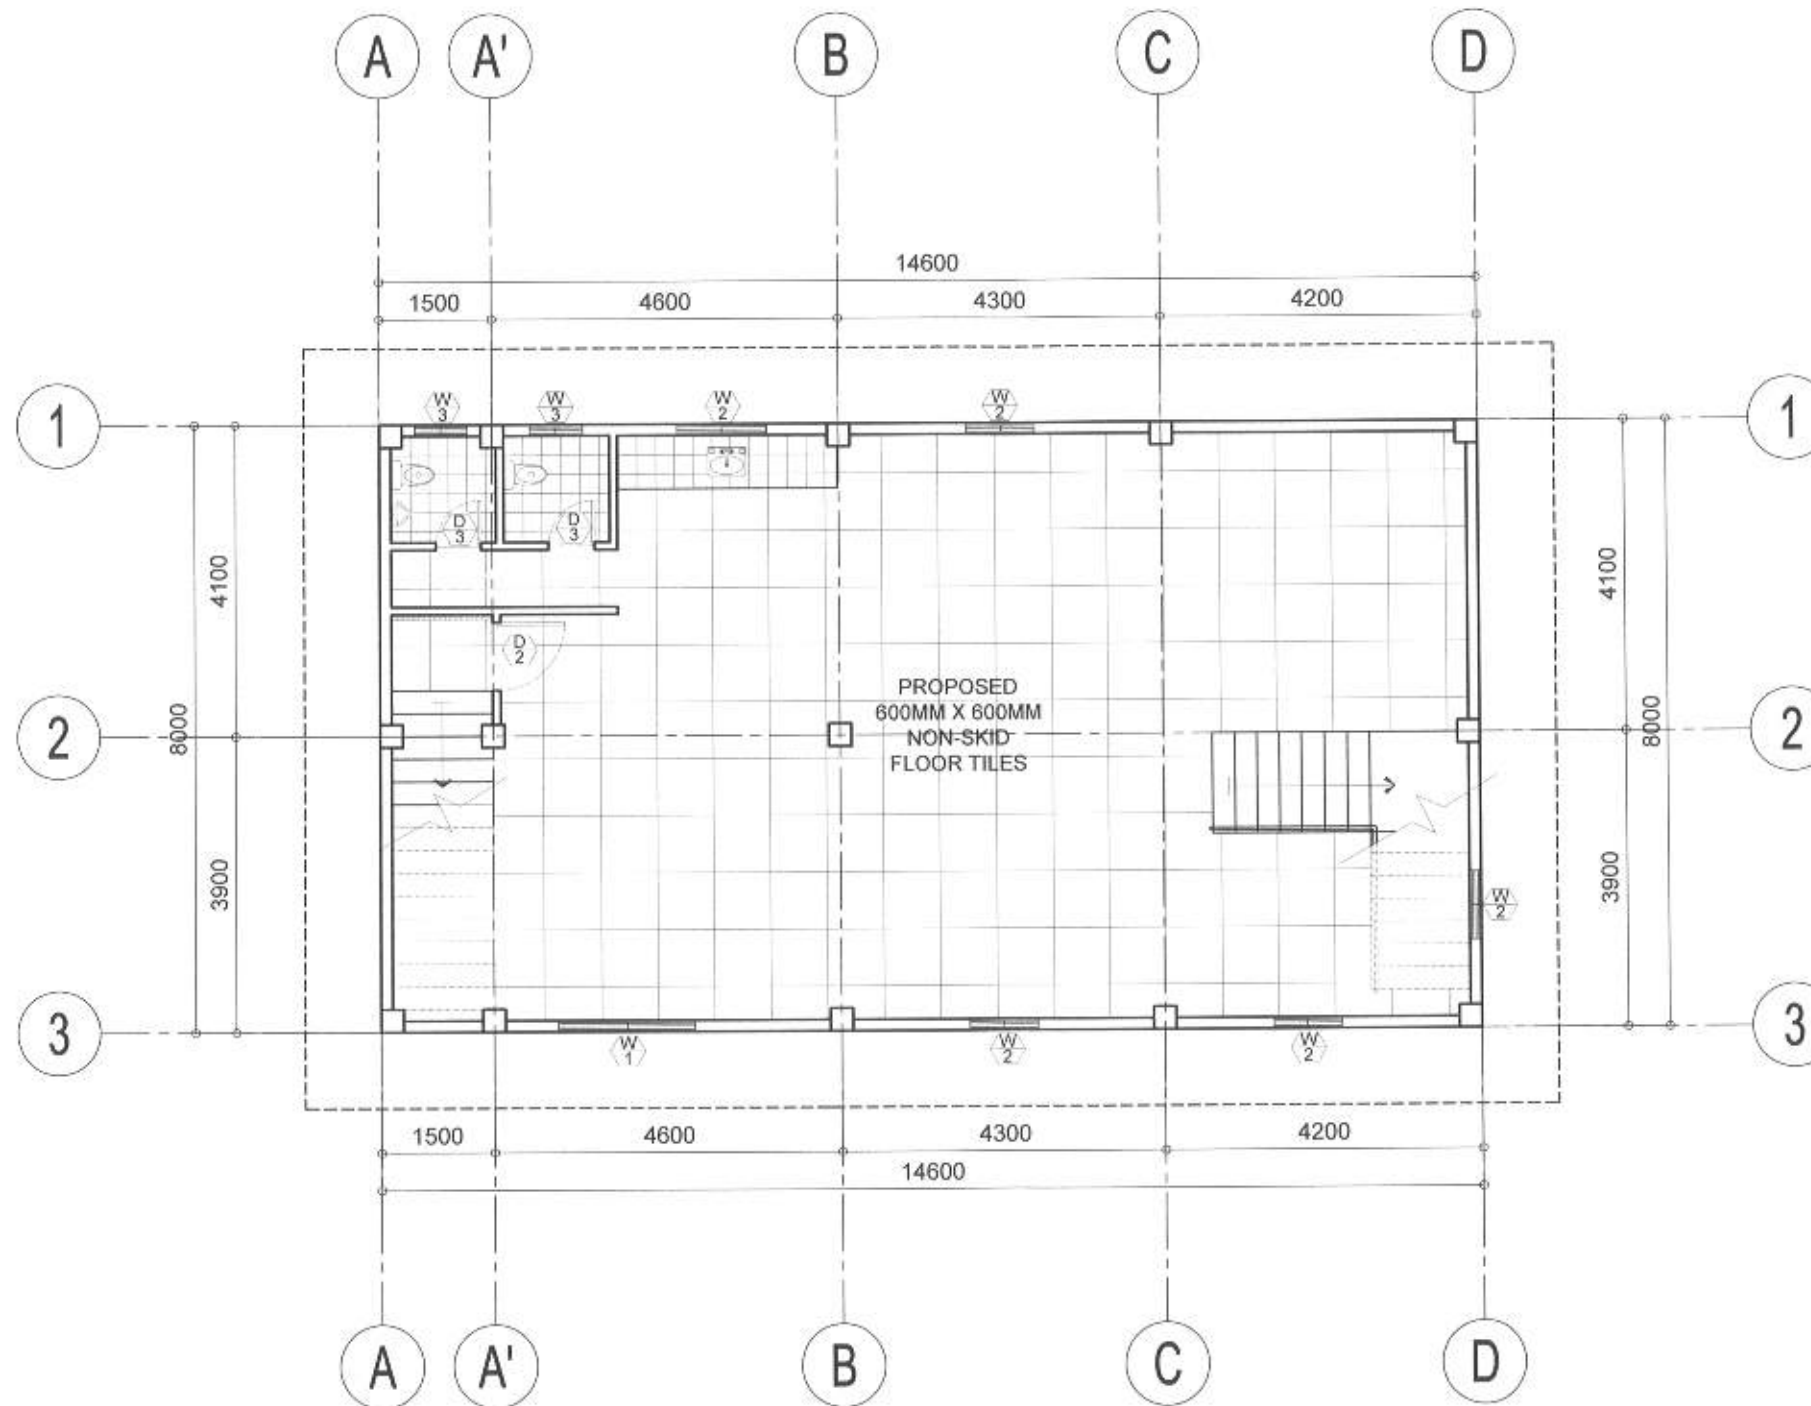 A A' B C D
14600
1500 4600 4300 4200
W 3
W 3
W 2
W 2
1 1
D 3
D 3
4100 4100
D 2
PROPOSED
600MM X 600MM
NON-SKID
FLOOR TILES
2 8000 8000 2
3900 3900
W 2
3 3
W 1
W 2
W 2
1500 4600 4300 4200
14600
A A' B C D